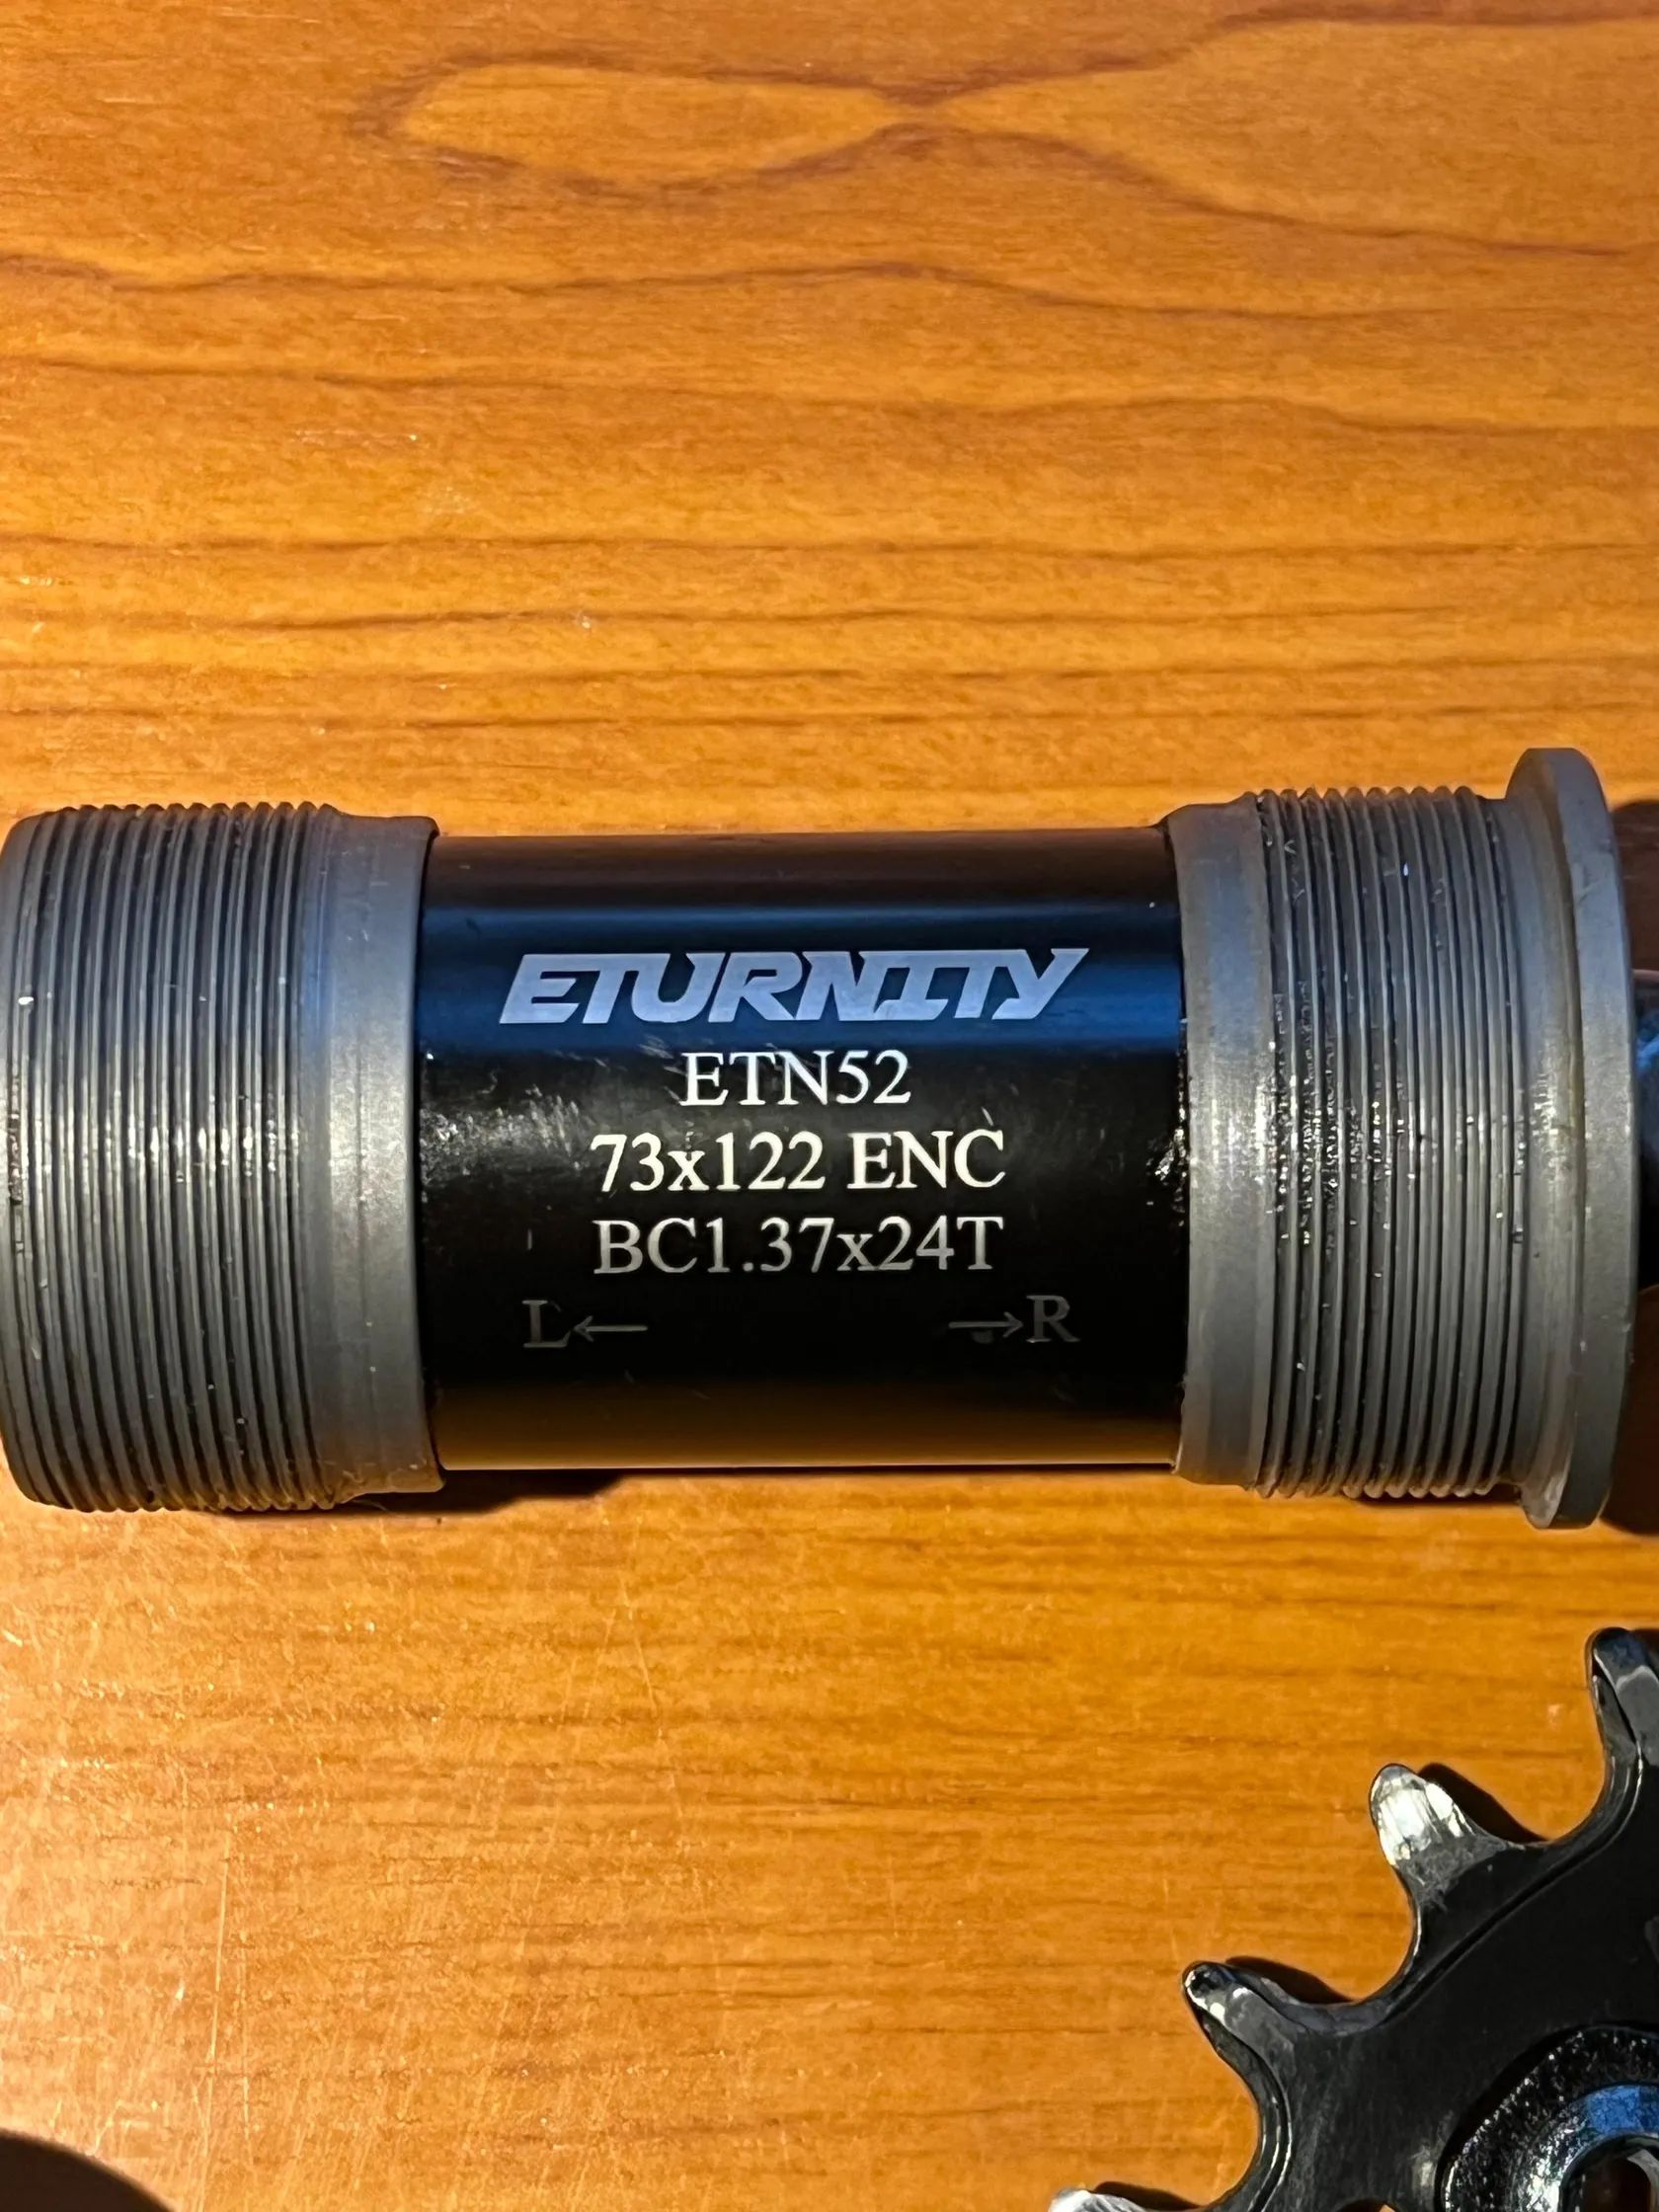 ETURNITY
ETN52
73x122 ENC
BC1.37x24T
L← →R